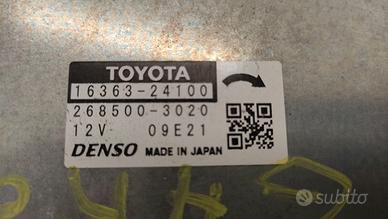 TOYOTA
16363-24100
268500-3020
12V 09E21
DENSO MADE IN JAPAN
subito